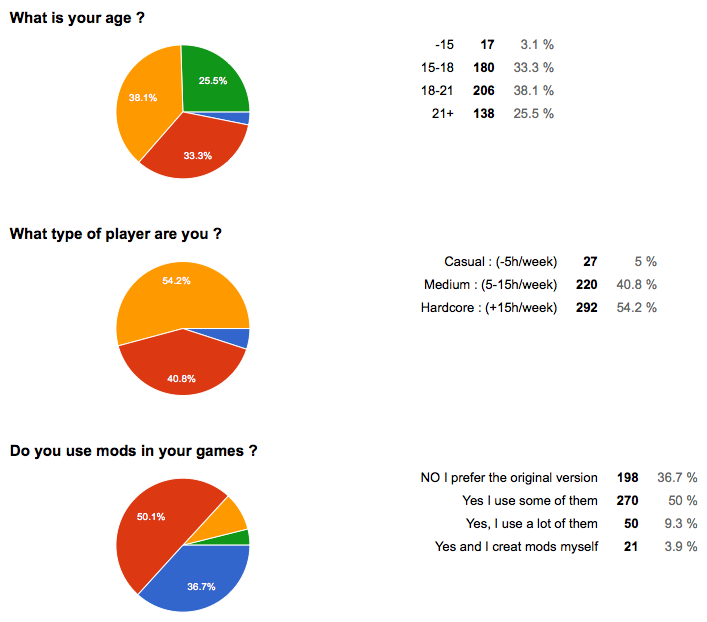 What is your age ?
-15 17 3.1 %
15-18 180 33.3 %
18-21 206 38.1 %
21+ 138 25.5 %
25.5%
38.1%
33.3%
What type of player are you ?
Casual : (-5h/week) 27 5 %
Medium : (5-15h/week) 220 40.8 %
Hardcore : (+15h/week) 292 54.2 %
54.2%
40.8%
Do you use mods in your games ?
NO I prefer the original version 198 36.7 %
Yes I use some of them 270 50 %
Yes, I use a lot of them 50 9.3 %
Yes and I creat mods myself 21 3.9 %
50.1%
36.7%